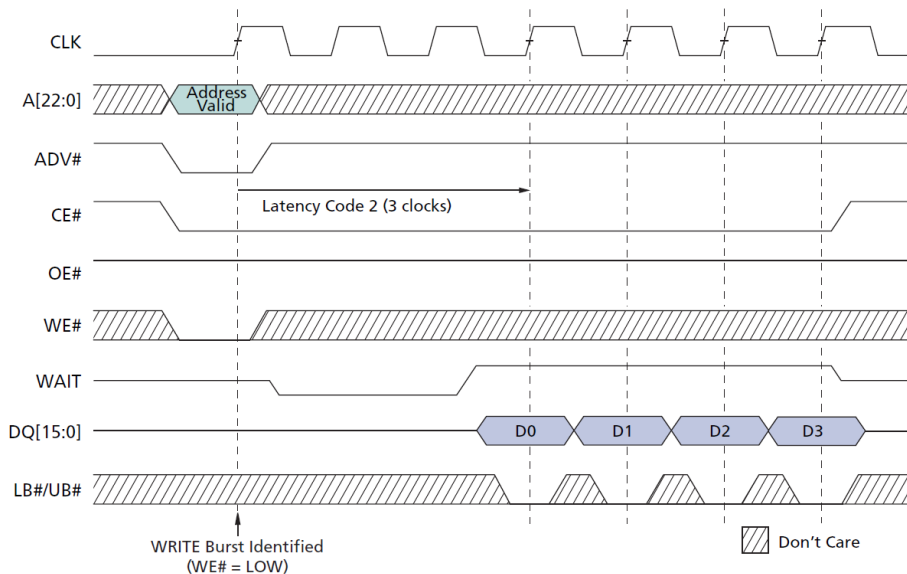 CLK
A[22:0]
Address
Valid
ADV#
Latency Code 2 (3 clocks)
CE#
OE#
WE#
WAIT
DQ[15:0]
D0
D1
D2
D3
LB#/UB#
WRITE Burst Identified
(WE# = LOW)
Don't Care